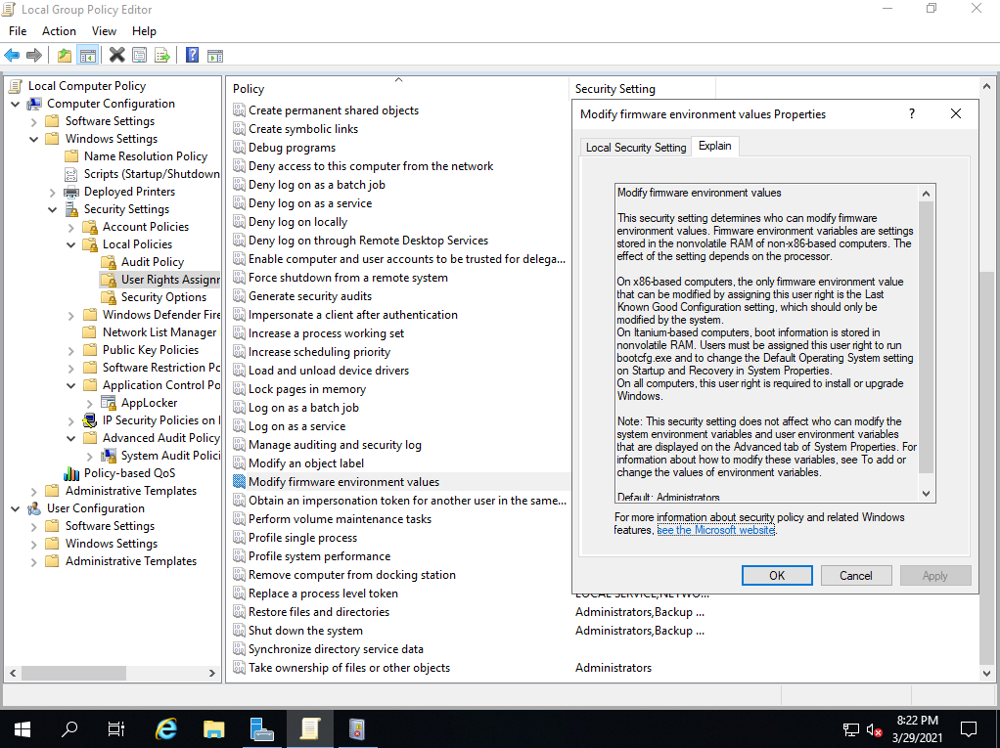 Local Group Policy Editor
File Action View Help
Local Computer Policy
Computer Configuration
Software Settings
Windows Settings
Name Resolution Policy
Scripts (Startup/Shutdown
Deployed Printers
Security Settings
Account Policies
Local Policies
Audit Policy
User Rights Assignr
Security Options
Windows Defender Fire
Network List Manager
Public Key Policies
Software Restriction Po
Application Control Po
AppLocker
IP Security Policies on
Advanced Audit Policy
System Audit Polici
Policy-based QoS
Administrative Templates
User Configuration
Software Settings
Windows Settings
Administrative Templates
Policy Security Setting
Create permanent shared objects
Create symbolic links
Debug programs
Deny access to this computer from the network
Deny log on as a batch job
Deny log on as a service
Deny log on locally
Deny log on through Remote Desktop Services
Enable computer and user accounts to be trusted for delega...
Force shutdown from a remote system
Generate security audits
Impersonate a client after authentication
Increase a process working set
Increase scheduling priority
Load and unload device drivers
Lock pages in memory
Log on as a batch job
Log on as a service
Manage auditing and security log
Modify an object label
Modify firmware environment values
Obtain an impersonation token for another user in the same...
Perform volume maintenance tasks
Profile single process
Profile system performance
Remove computer from docking station
Replace a process level token LOCAL SERVICE,NETWO...
Restore files and directories Administrators,Backup ...
Shut down the system Administrators,Backup ...
Synchronize directory service data
Take ownership of files or other objects Administrators
Modify firmware environment values Properties ?
Local Security Setting Explain
Modify firmware environment values
This security setting determines who can modify firmware
environment values. Firmware environment variables are settings
stored in the nonvolatile RAM of non-x86-based computers. The
effect of the setting depends on the processor.
On x86-based computers, the only firmware environment value
that can be modified by assigning this user right is the Last
Known Good Configuration setting, which should only be
modified by the system.
On Itanium-based computers, boot information is stored in
nonvolatile RAM. Users must be assigned this user right to run
bootcfg.exe and to change the Default Operating System setting
on Startup and Recovery in System Properties.
On all computers, this user right is required to install or upgrade
Windows.
Note: This security setting does not affect who can modify the
system environment variables and user environment variables
that are displayed on the Advanced tab of System Properties. For
information about how to modify these variables, see To add or
change the values of environment variables.
Default: Administrators
For more information about security policy and related Windows
features, see the Microsoft website.
OK Cancel Apply
8:22 PM
3/29/2021